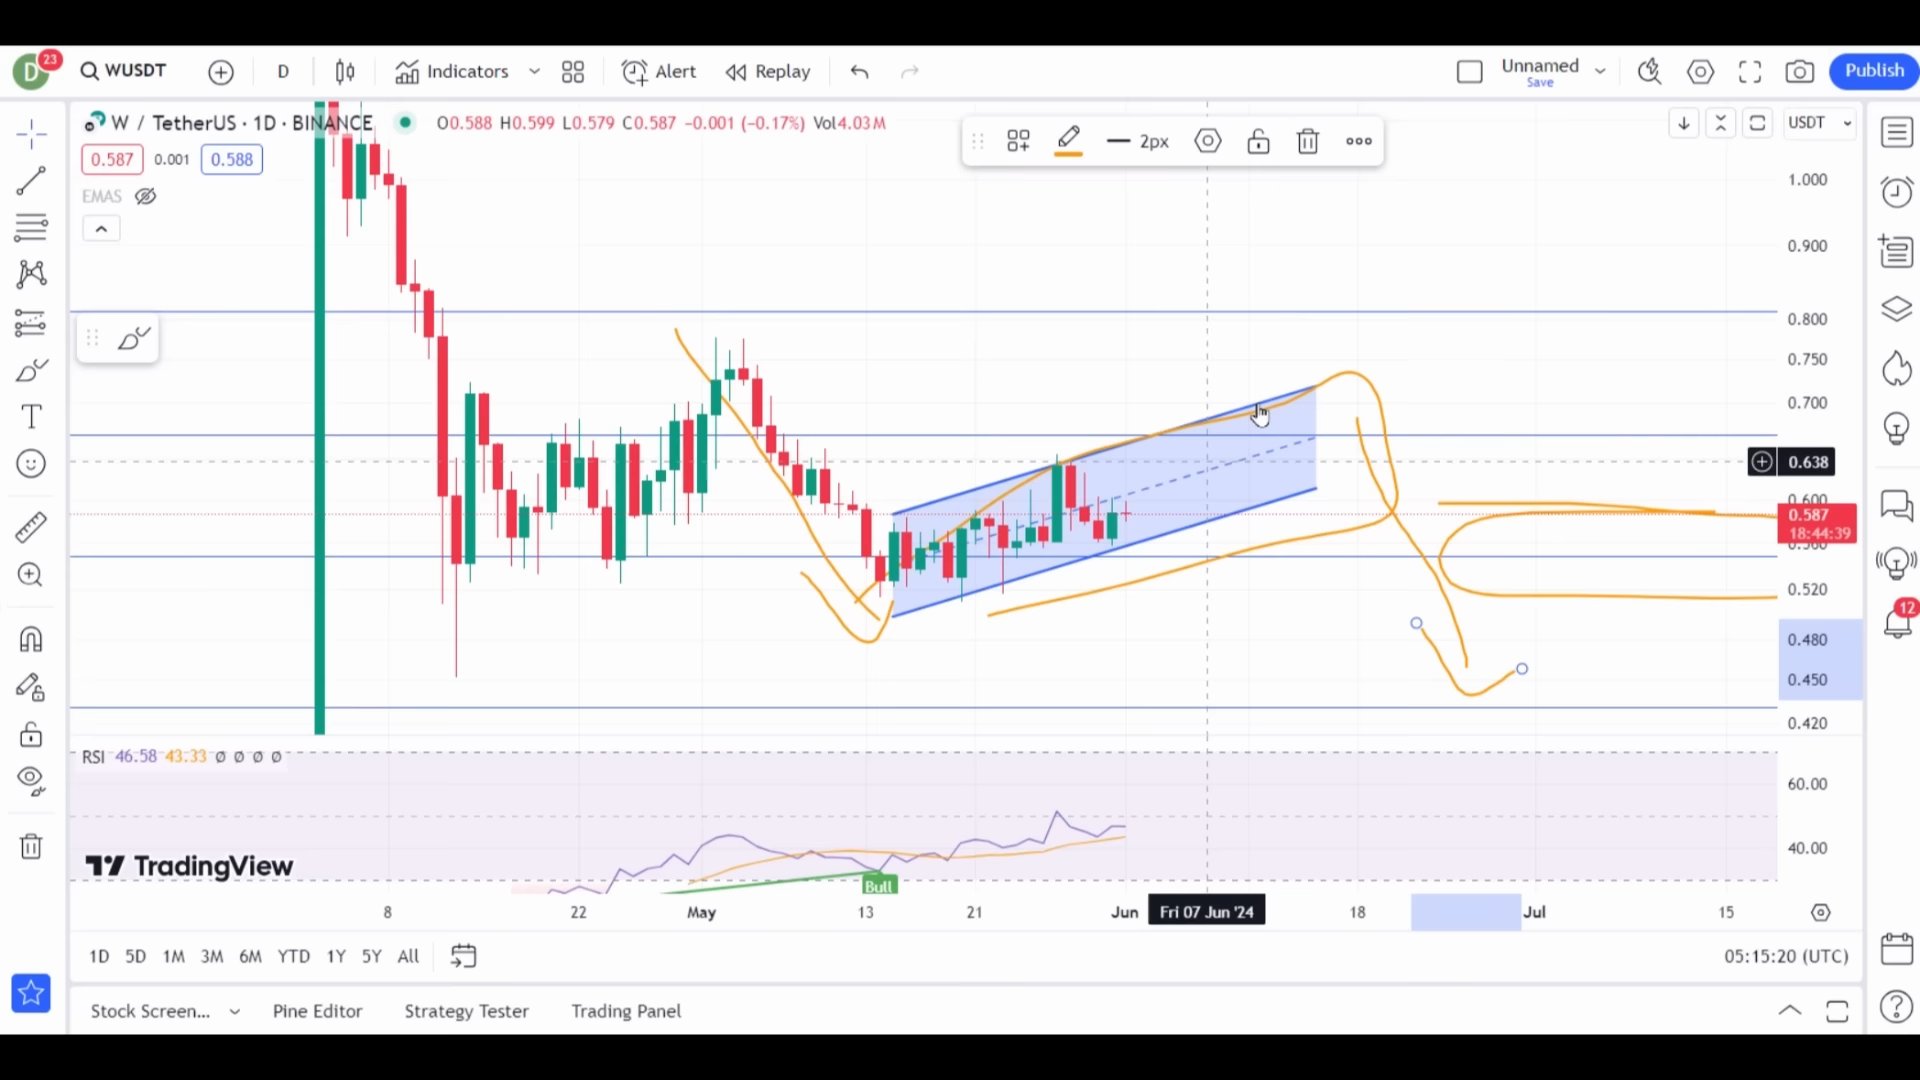 D
23
WUSDT
D
Indicators
Alert
Replay
Unnamed
Save
Publish
W / TetherUS · 1D · BINANCE
O0.588 H0.599 L0.579 C0.587 −0.001 (−0.17%) Vol4.03M
2px
USDT
0.587
0.001
0.588
EMAS
1.000
0.900
0.800
0.750
0.700
0.638
0.600
0.587
18:44:39
0.520
0.480
0.450
0.420
12
RSI 46.58 43.33 Ø Ø Ø Ø
60.00
40.00
TradingView
Bull
8
22
May
13
21
Jun
Fri 07 Jun '24
18
Jul
15
1D 5D 1M 3M 6M YTD 1Y 5Y All
05:15:20 (UTC)
Stock Screen...
Pine Editor
Strategy Tester
Trading Panel